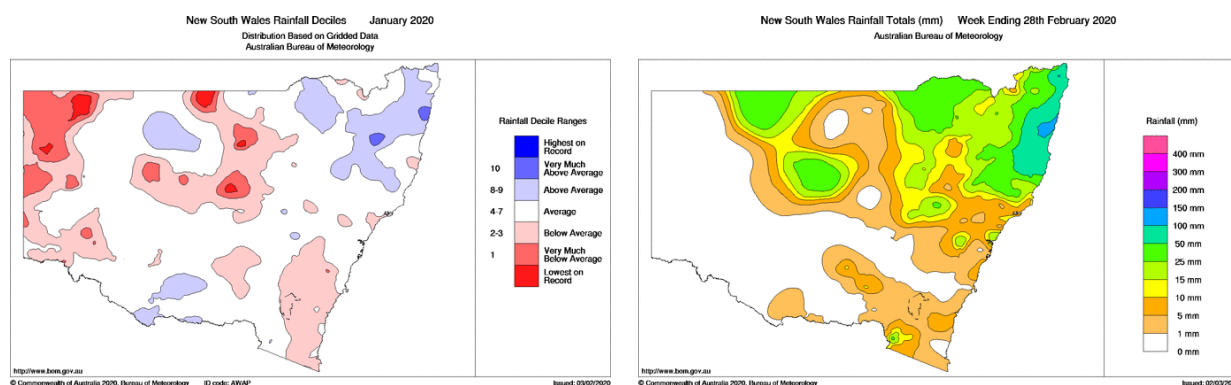 New South Wales Rainfall Deciles January 2020
Distribution Based on Gridded Data
Australian Bureau of Meteorology
Rainfall Decile Ranges
Highest on
Record
10
Very Much
Above Average
8-9
Above Average
4-7
Average
2-3
Below Average
1
Very Much
Below Average
Lowest on
Record
http://www.bom.gov.au
© Commonwealth of Australia 2020, Bureau of Meteorology ID code: AWAP Issued: 03/02/2020
New South Wales Rainfall Totals (mm) Week Ending 28th February 2020
Australian Bureau of Meteorology
Rainfall (mm)
400 mm
300 mm
200 mm
150 mm
100 mm
50 mm
25 mm
15 mm
10 mm
5 mm
1 mm
0 mm
http://www.bom.gov.au
© Commonwealth of Australia 2020, Bureau of Meteorology Issued: